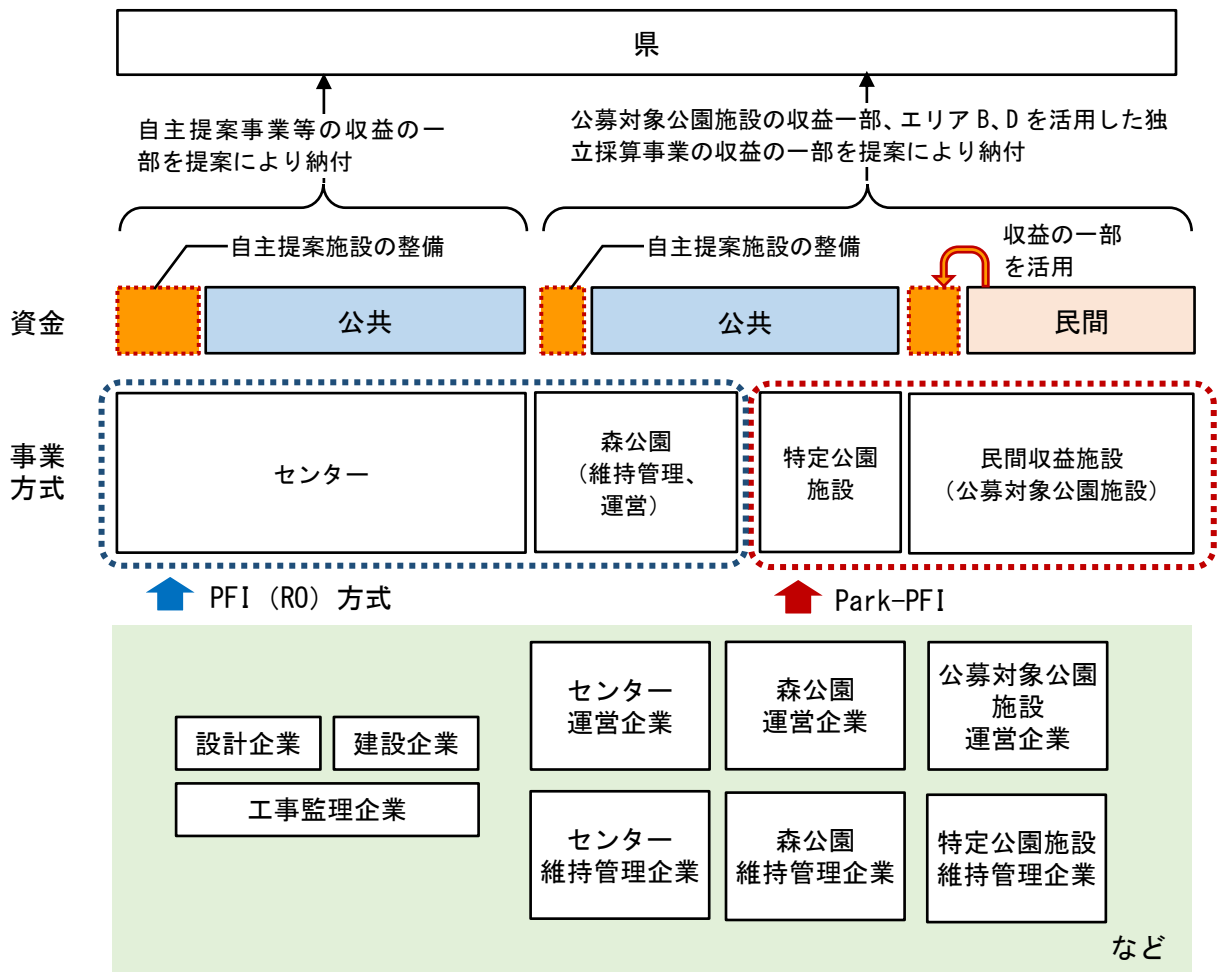 県
自主提案事業等の収益の一
部を提案により納付
公募対象公園施設の収益一部、エリア B、D を活用した独
立採算事業の収益の一部を提案により納付
自主提案施設の整備
自主提案施設の整備
収益の一部
を活用
資金
公共
公共
民間
事業
方式
センター
森公園
（維持管理、
運営）
特定公園
施設
民間収益施設
（公募対象公園施設）
PFI（RO）方式
Park-PFI
設計企業
建設企業
工事監理企業
センター
運営企業
森公園
運営企業
公募対象公園
施設
運営企業
センター
維持管理企業
森公園
維持管理企業
特定公園施設
維持管理企業
など